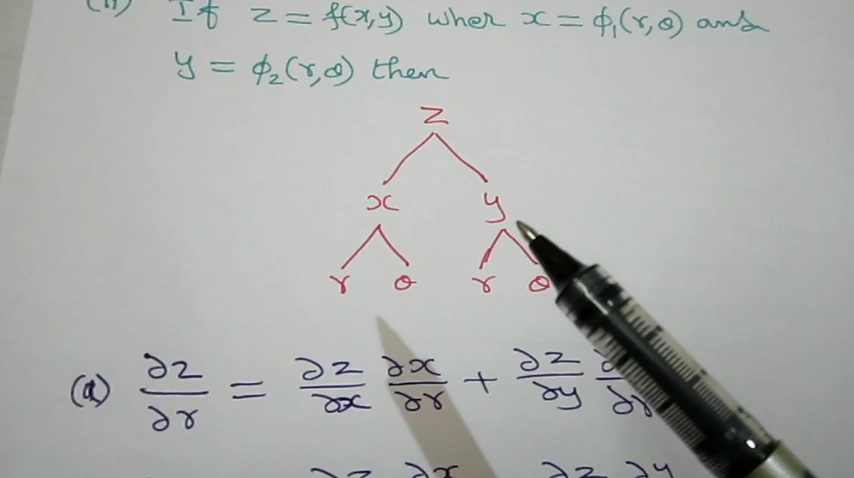 (ii) If z = f(x,y) wher x = ϕ₁(r,θ) and
y = ϕ₂(r,θ) then
z
x y
r θ r θ
(a) ∂z/∂r = ∂z/∂x ∂x/∂r + ∂z/∂y ∂/∂r
∂z ∂x ∂z ∂y